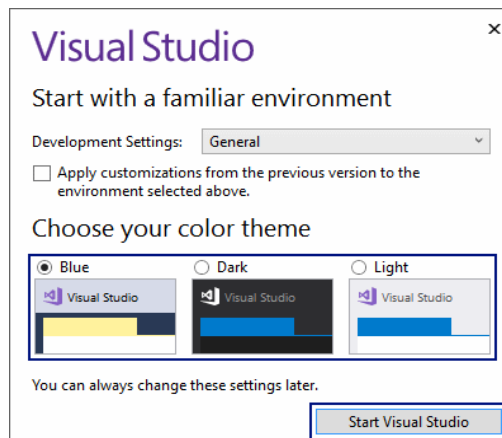 Visual Studio
Start with a familiar environment
Development Settings: General
Apply customizations from the previous version to the
environment selected above.
Choose your color theme
Blue Dark Light
Visual Studio Visual Studio Visual Studio
You can always change these settings later.
Start Visual Studio